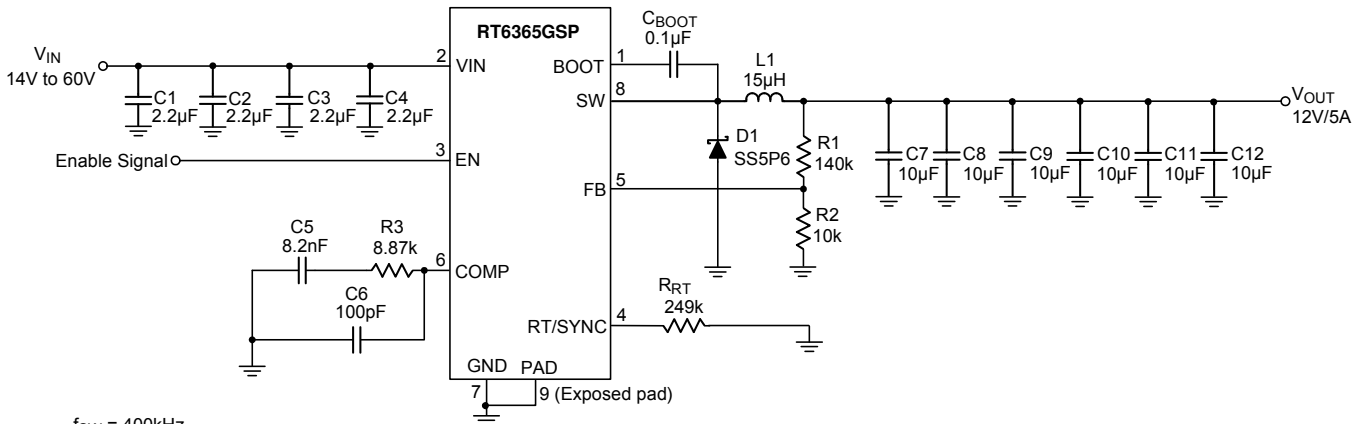 RT6365GSP
CBOOT
0.1µF
VIN
14V to 60V
2
VIN
BOOT
1
L1
15µH
C1
2.2µF
C2
2.2µF
C3
2.2µF
C4
2.2µF
SW
8
VOUT
12V/5A
Enable Signal
3
EN
D1
SS5P6
R1
140k
C7
10µF
C8
10µF
C9
10µF
C10
10µF
C11
10µF
C12
10µF
FB
5
R2
10k
C5
8.2nF
R3
8.87k
6
COMP
C6
100pF
RT/SYNC
4
RRT
249k
GND
PAD
7
9 (Exposed pad)
fSW = 400kHz